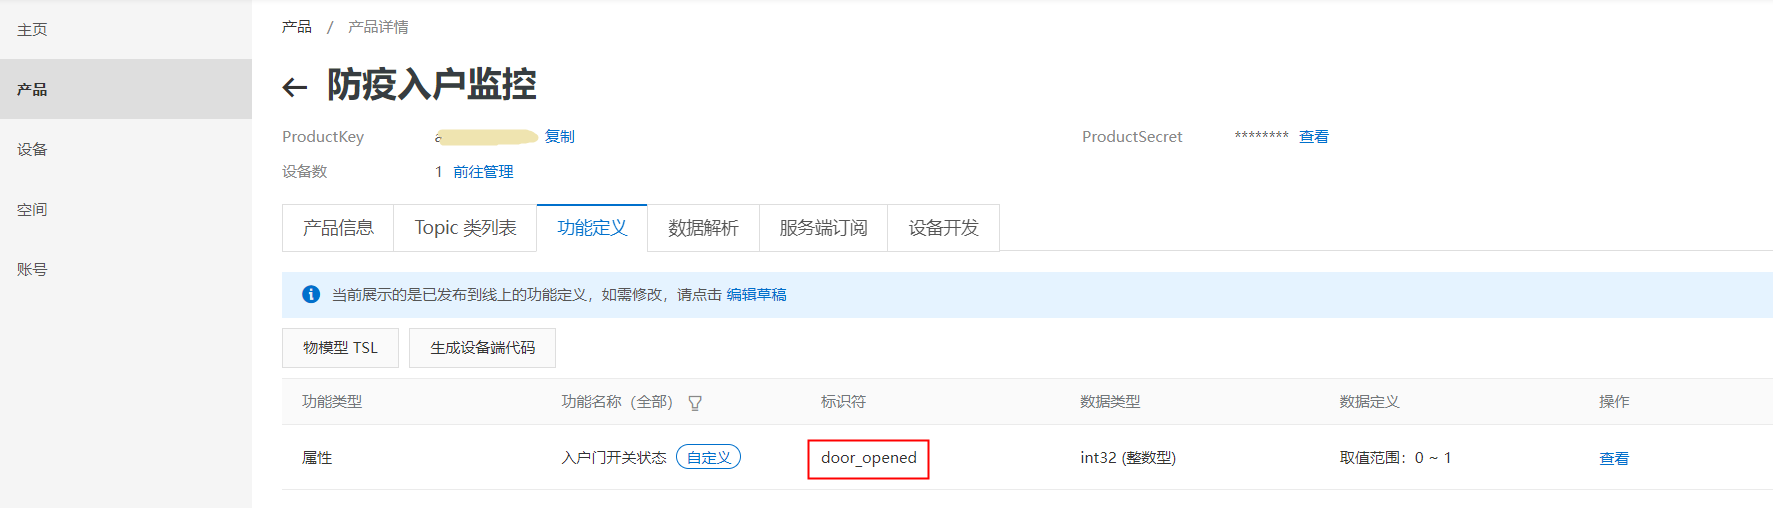 主页
产品
设备
空间
账号
产品 / 产品详情
← 防疫入户监控
ProductKey a 复制
ProductSecret ******** 查看
设备数 1 前往管理
产品信息 Topic 类列表 功能定义 数据解析 服务端订阅 设备开发
当前展示的是已发布到线上的功能定义，如需修改，请点击 编辑草稿
物模型 TSL 生成设备端代码
功能类型 功能名称（全部） 标识符 数据类型 数据定义 操作
属性 入户门开关状态 自定义 door_opened int32 (整数型) 取值范围：0 ~ 1 查看